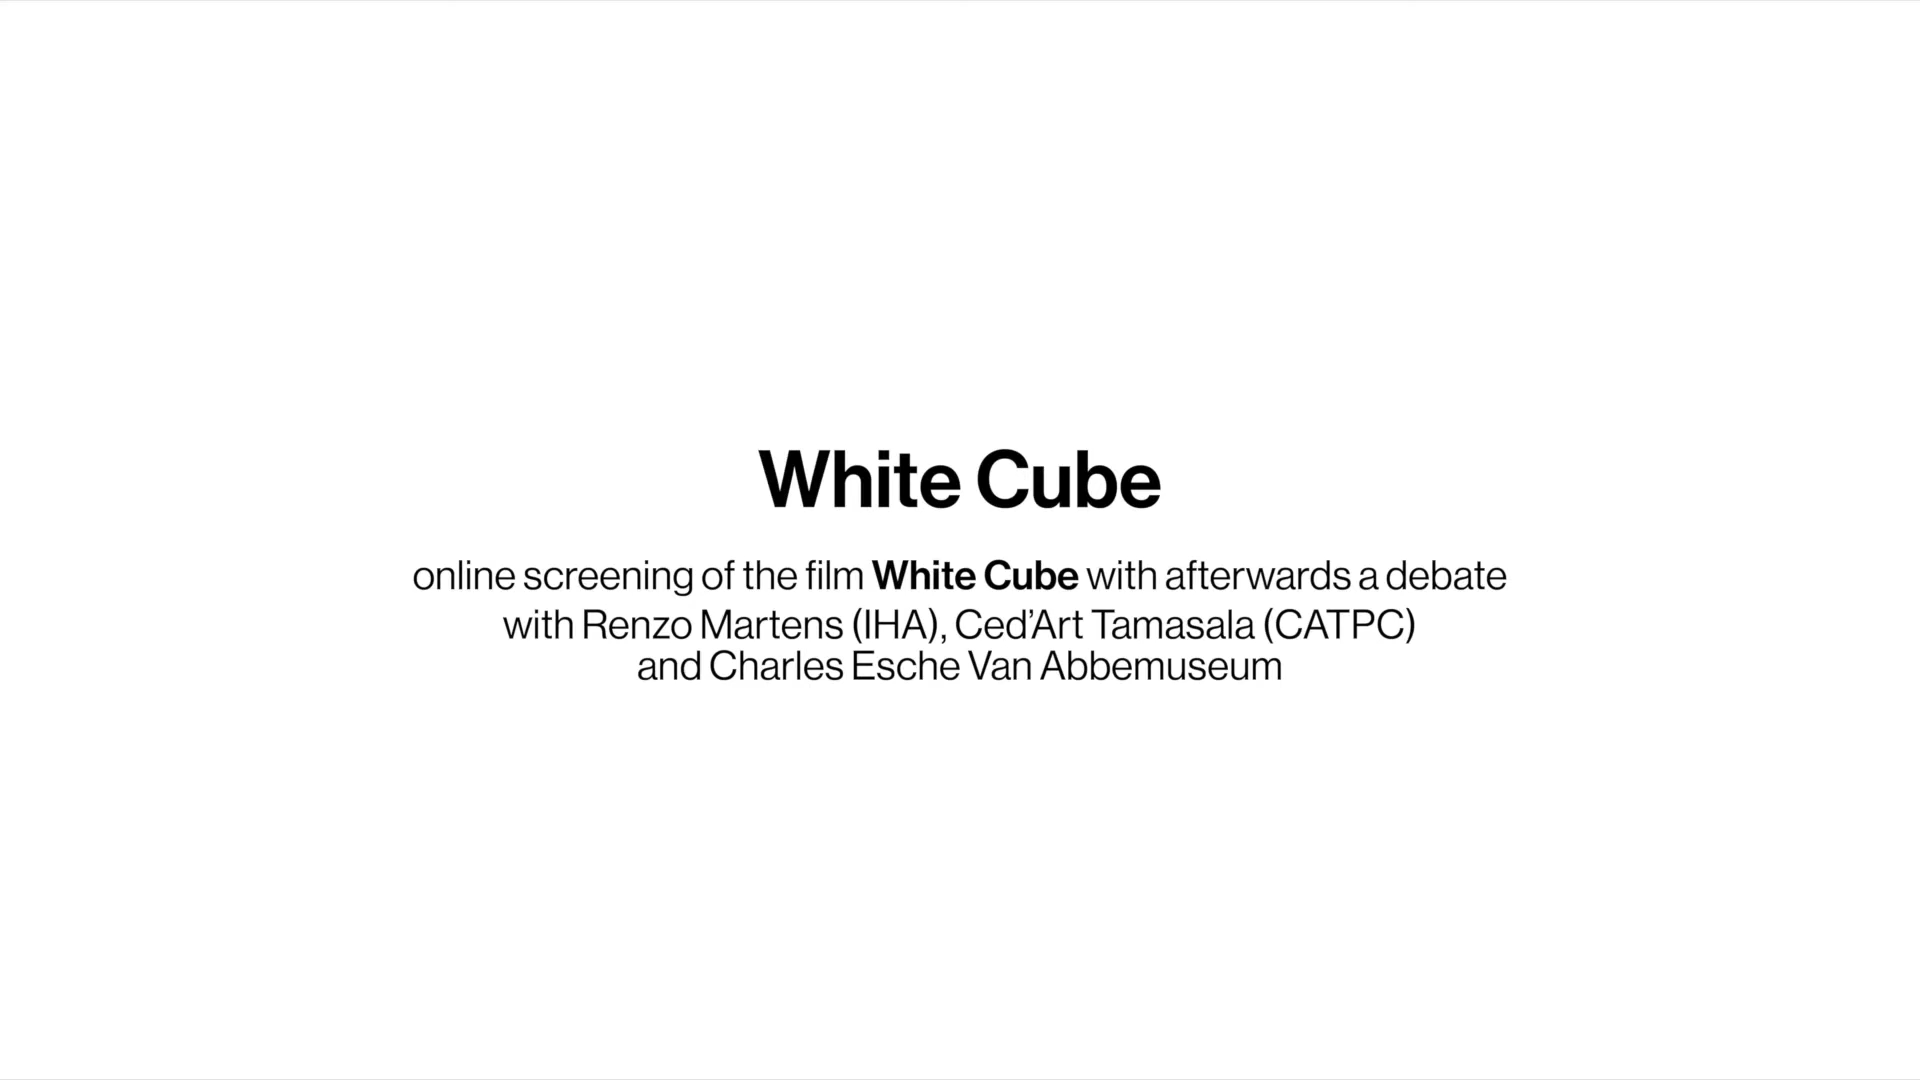 White Cube
online screening of the film White Cube with afterwards a debate
with Renzo Martens (IHA), Ced’Art Tamasala (CATPC)
and Charles Esche Van Abbemuseum